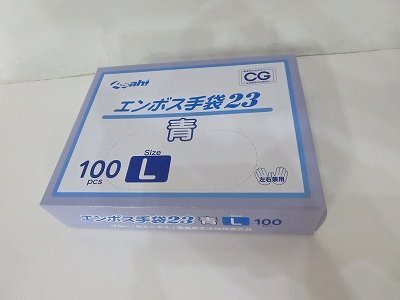 Asahi
CG
エンボス手袋23
青
Size
100
pcs
L
左右兼用
エンボス手袋23 青 L 100